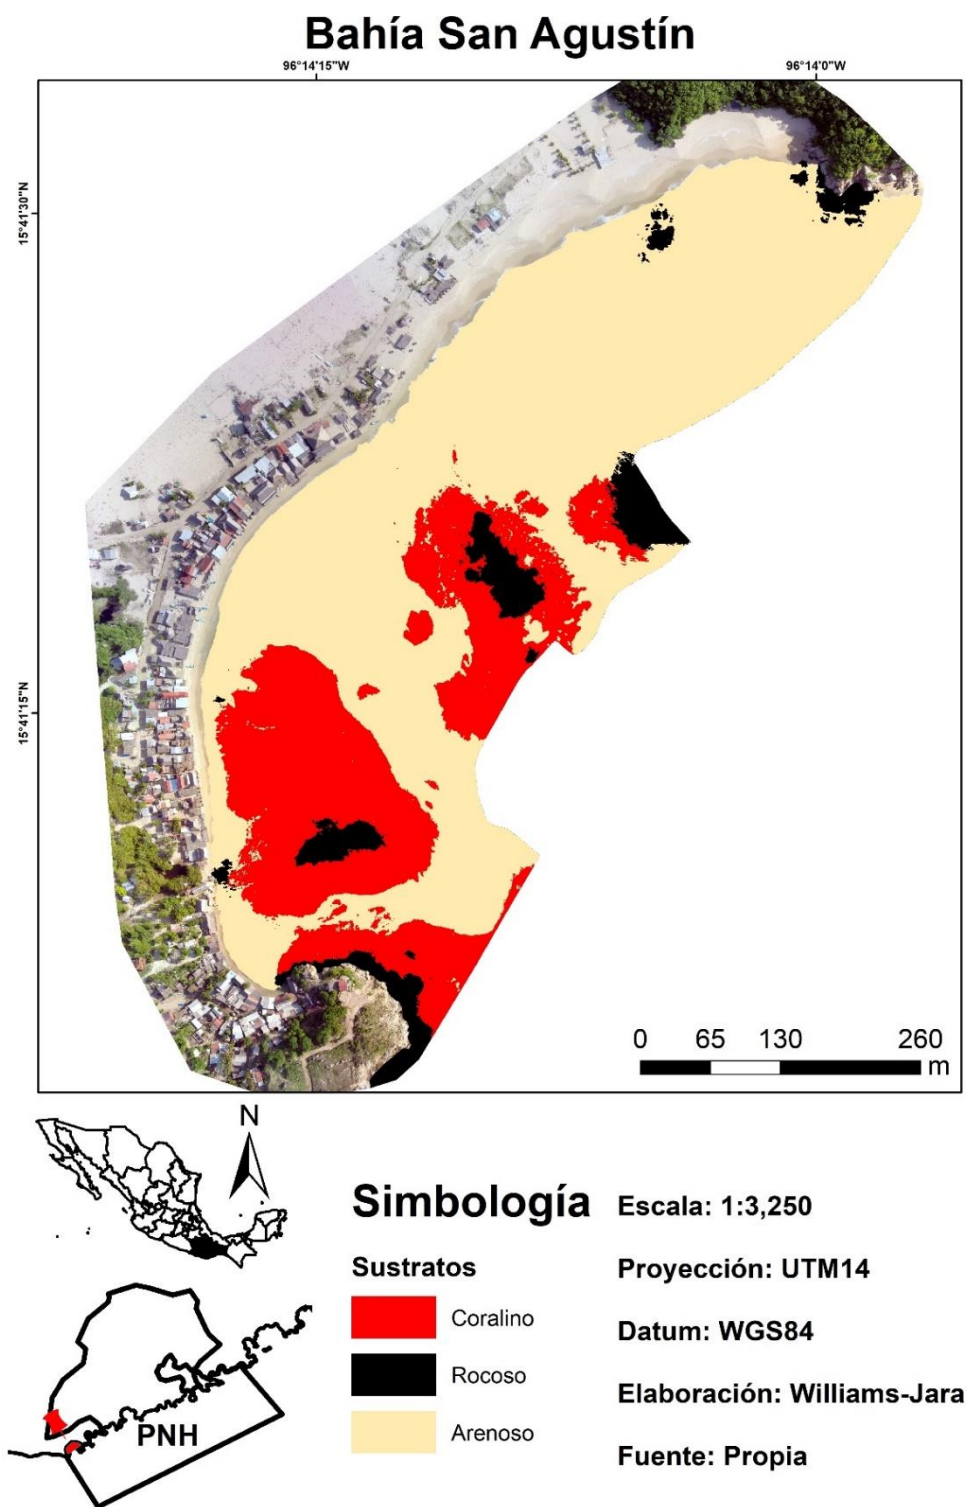 Bahía San Agustín
96°14'15"W
96°14'0"W
15°41'30"N
15°41'15"N
0 65 130 260
m
N
Simbología
Sustratos
Coralino
Rocoso
Arenoso
Escala: 1:3,250
Proyección: UTM14
Datum: WGS84
Elaboración: Williams-Jara
Fuente: Propia
PNH